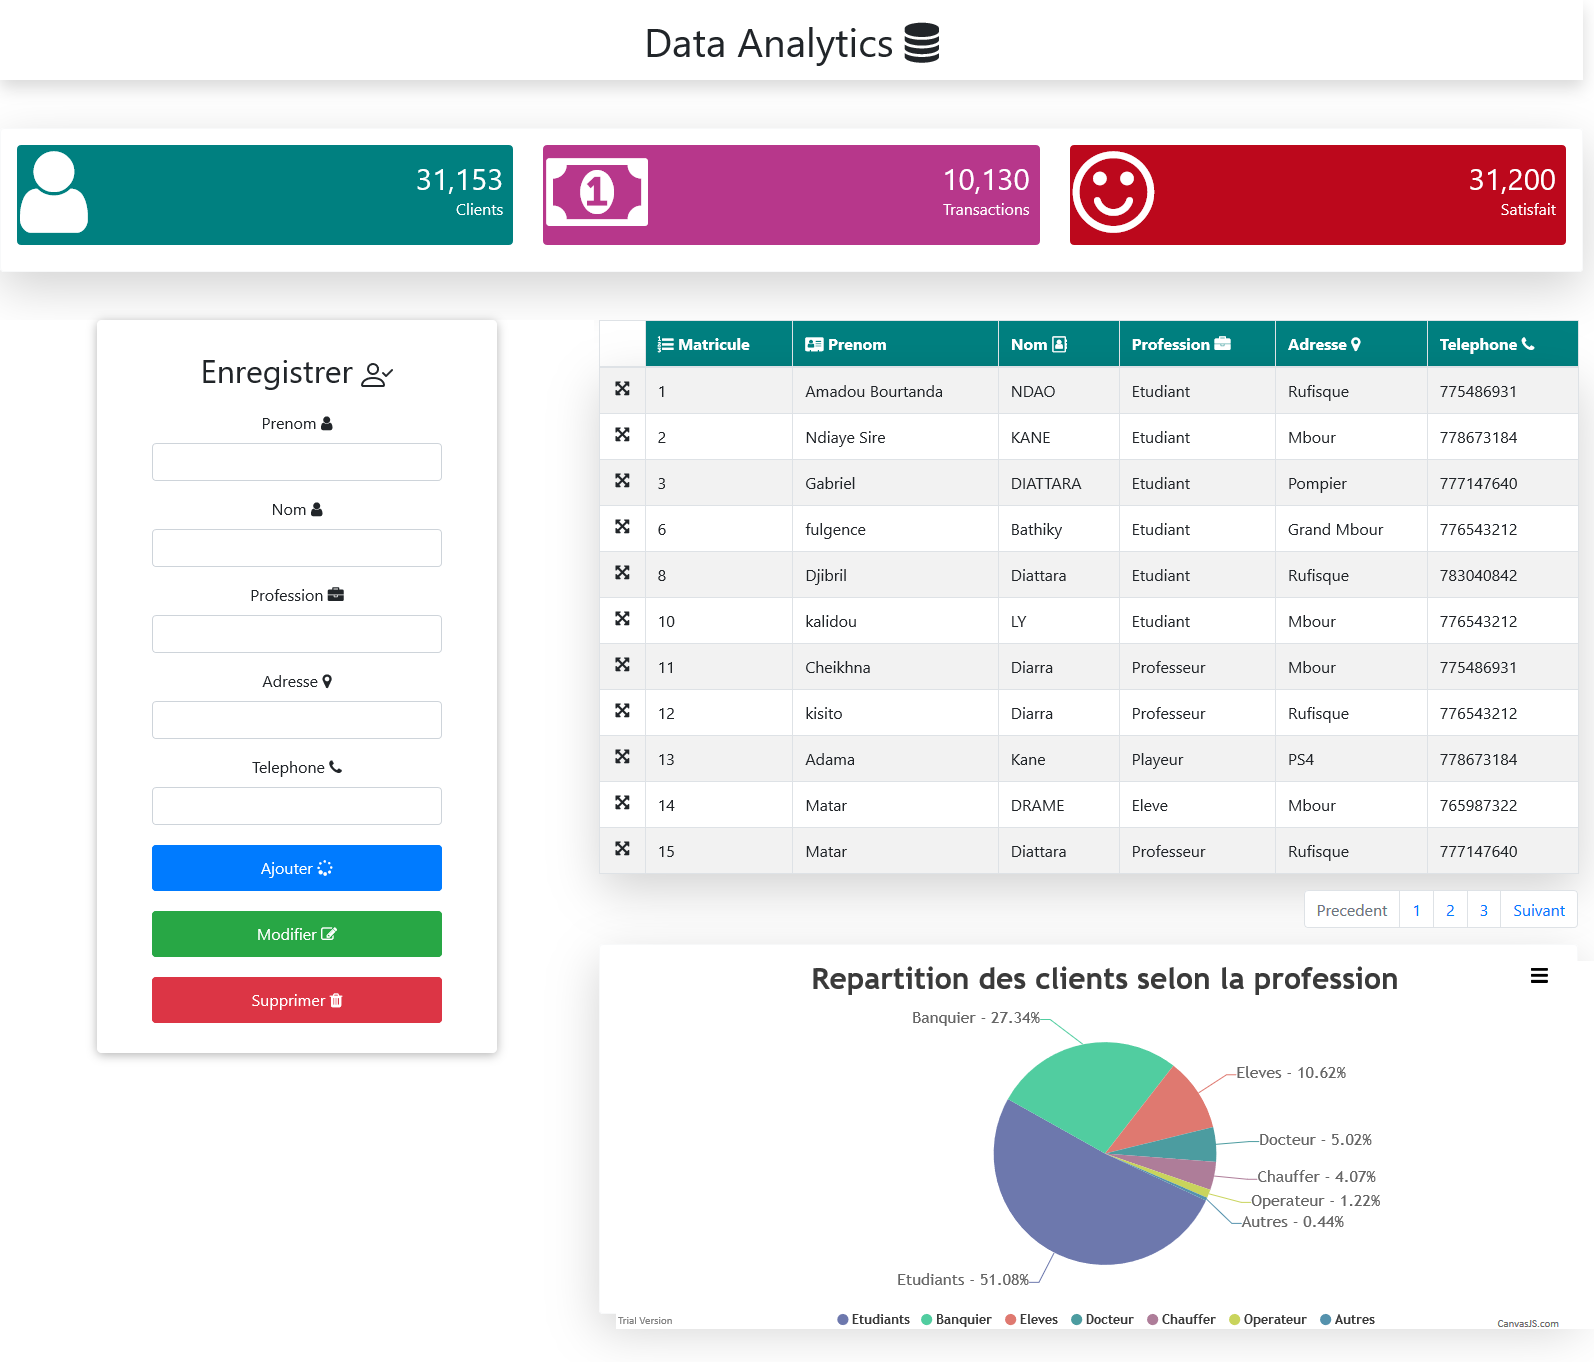 Data Analytics
31,153
Clients
1
10,130
Transactions
31,200
Satisfait
Enregistrer
Prenom
Nom
Profession
Adresse
Telephone
Ajouter
Modifier
Supprimer
Matricule Prenom Nom Profession Adresse Telephone
1 Amadou Bourtanda NDAO Etudiant Rufisque 775486931
2 Ndiaye Sire KANE Etudiant Mbour 778673184
3 Gabriel DIATTARA Etudiant Pompier 777147640
6 fulgence Bathiky Etudiant Grand Mbour 776543212
8 Djibril Diattara Etudiant Rufisque 783040842
10 kalidou LY Etudiant Mbour 776543212
11 Cheikhna Diarra Professeur Mbour 775486931
12 kisito Diarra Professeur Rufisque 776543212
13 Adama Kane Playeur PS4 778673184
14 Matar DRAME Eleve Mbour 765987322
15 Matar Diattara Professeur Rufisque 777147640
Precedent 1 2 3 Suivant
Repartition des clients selon la profession
Banquier - 27.34%
Eleves - 10.62%
Docteur - 5.02%
Chauffer - 4.07%
Operateur - 1.22%
Autres - 0.44%
Etudiants - 51.08%
Etudiants Banquier Eleves Docteur Chauffer Operateur Autres
Trial Version
CanvasJS.com